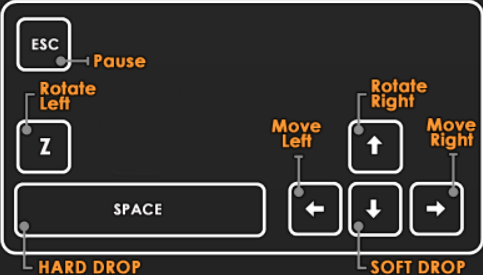 ESC
Pause
Rotate
Left
Rotate
Right
Z
Move
Left
Move
Right
SPACE
HARD DROP
SOFT DROP